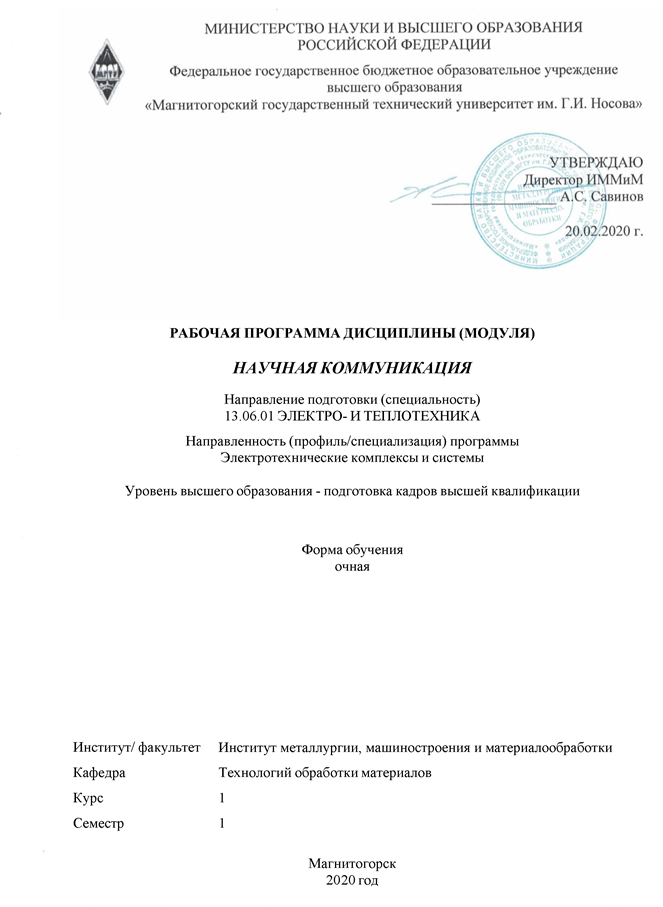 МИНИСТЕРСТВО НАУКИ И ВЫСШЕГО ОБРАЗОВАНИЯ
РОССИЙСКОЙ ФЕДЕРАЦИИ
Федеральное государственное бюджетное образовательное учреждение
высшего образования
«Магнитогорский государственный технический университет им. Г.И. Носова»
УТВЕРЖДАЮ
Директор ИММиМ
А.С. Савинов
20.02.2020 г.
РАБОЧАЯ ПРОГРАММА ДИСЦИПЛИНЫ (МОДУЛЯ)
НАУЧНАЯ КОММУНИКАЦИЯ
Направление подготовки (специальность)
13.06.01 ЭЛЕКТРО- И ТЕПЛОТЕХНИКА
Направленность (профиль/специализация) программы
Электротехнические комплексы и системы
Уровень высшего образования - подготовка кадров высшей квалификации
Форма обучения
очная
Институт/ факультет Институт металлургии, машиностроения и материалообработки
Кафедра Технологий обработки материалов
Курс 1
Семестр 1
Магнитогорск
2020 год